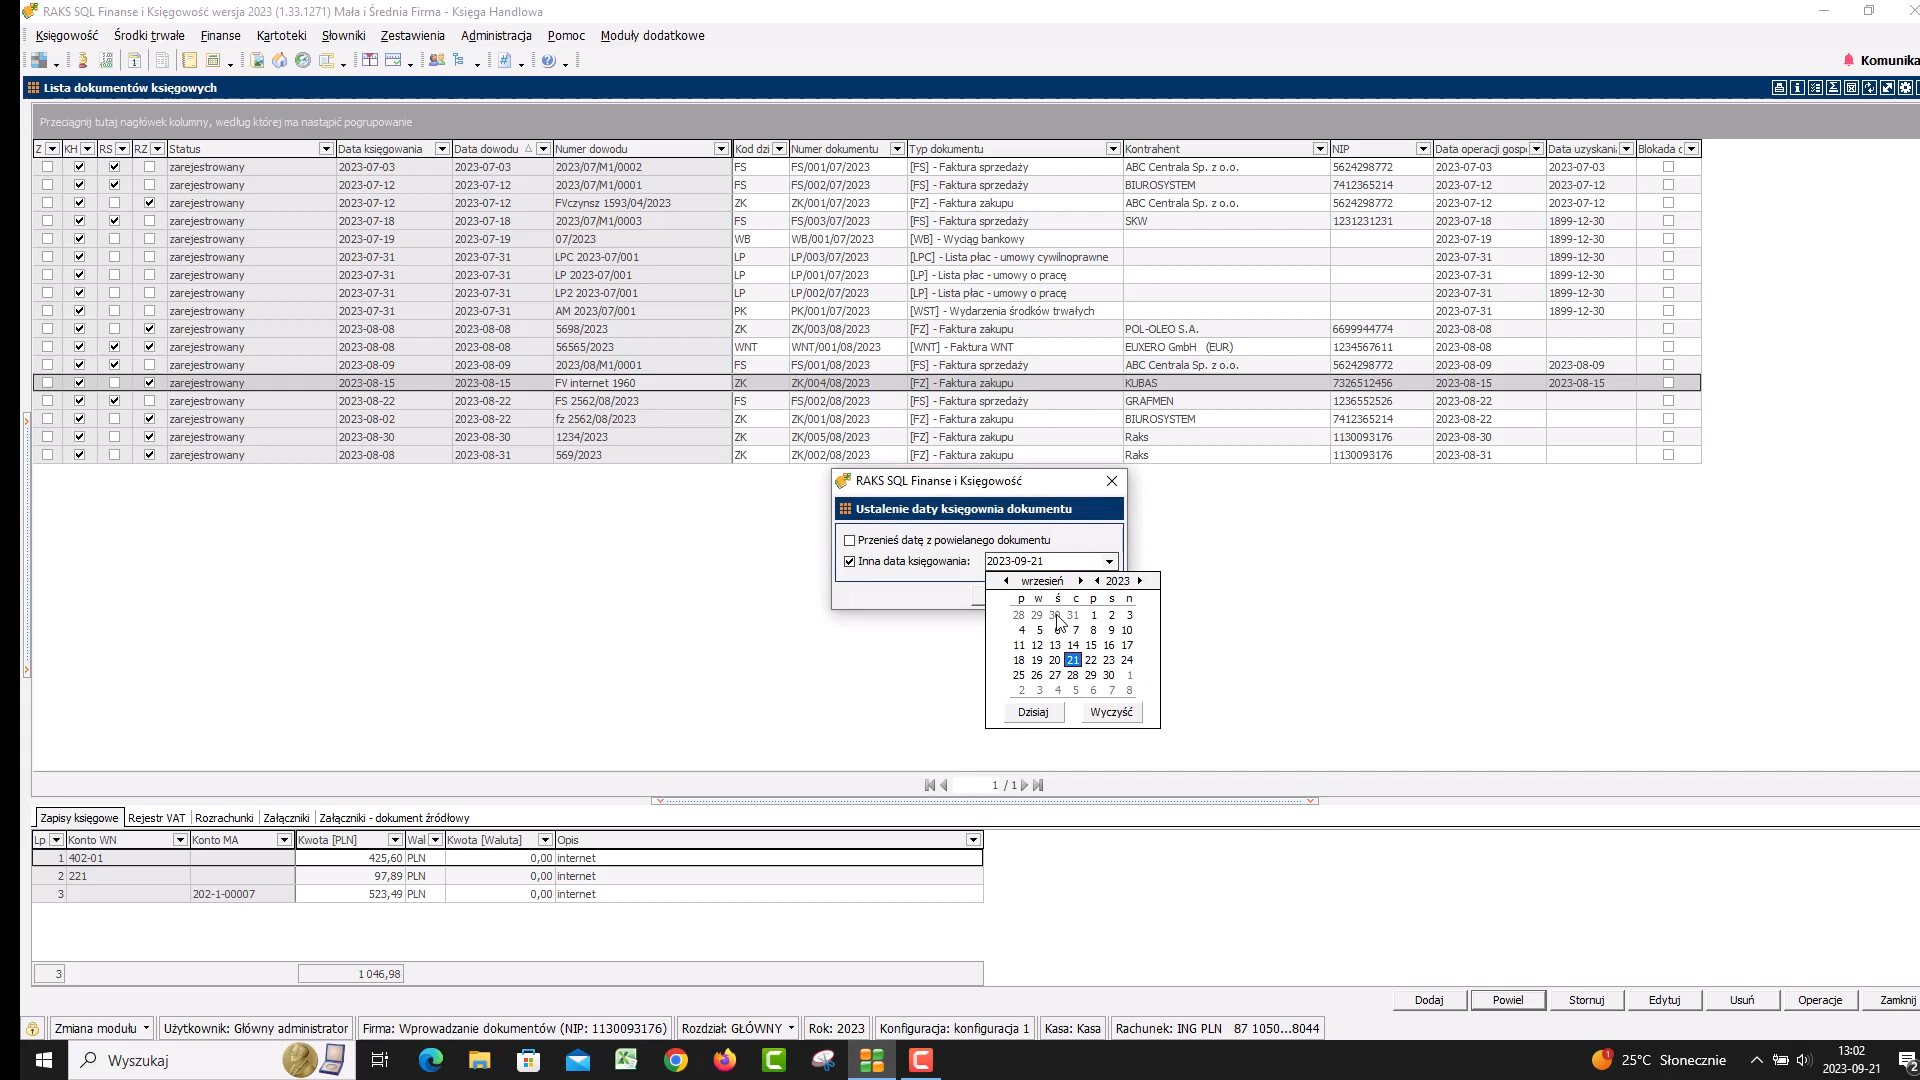 RAKS SQL Finanse i Księgowość wersja 2023 (1.33.1271) Mała i Średnia Firma - Księga Handlowa
Księgowość Środki trwałe Finanse Kartoteki Słowniki Zestawienia Administracja Pomoc Moduły dodatkowe
Komunika
Lista dokumentów księgowych
Przeciągnij tutaj nagłówek kolumny, według której ma nastąpić pogrupowanie
Z KH RS RZ Status Data księgowania Data dowodu Numer dowodu Kod dzi Numer dokumentu Typ dokumentu Kontrahent NIP Data operacji gosp Data uzyskani Blokada
zarejestrowany 2023-07-03 2023-07-03 2023/07/M1/0002 FS FS/001/07/2023 [FS] - Faktura sprzedaży ABC Centrala Sp. z o.o. 5624298772 2023-07-03 2023-07-03
zarejestrowany 2023-07-12 2023-07-12 2023/07/M1/0001 FS FS/002/07/2023 [FS] - Faktura sprzedaży BIUROSYSTEM 7412365214 2023-07-12 2023-07-12
zarejestrowany 2023-07-12 2023-07-12 FVczynsz 1593/04/2023 ZK ZK/001/07/2023 [FZ] - Faktura zakupu ABC Centrala Sp. z o.o. 5624298772 2023-07-12 2023-07-12
zarejestrowany 2023-07-18 2023-07-18 2023/07/M1/0003 FS FS/003/07/2023 [FS] - Faktura sprzedaży SKW 1231231231 2023-07-18 1899-12-30
zarejestrowany 2023-07-19 2023-07-19 07/2023 WB WB/001/07/2023 [WB] - Wyciąg bankowy 2023-07-19 1899-12-30
zarejestrowany 2023-07-31 2023-07-31 LPC 2023-07/001 LP LP/003/07/2023 [LPC] - Lista płac - umowy cywilnoprawne 2023-07-31 1899-12-30
zarejestrowany 2023-07-31 2023-07-31 LP 2023-07/001 LP LP/001/07/2023 [LP] - Lista płac - umowy o pracę 2023-07-31 1899-12-30
zarejestrowany 2023-07-31 2023-07-31 LP2 2023-07/001 LP LP/002/07/2023 [LP] - Lista płac - umowy o pracę 2023-07-31 1899-12-30
zarejestrowany 2023-07-31 2023-07-31 AM 2023/07/001 PK PK/001/07/2023 [WST] - Wydarzenia środków trwałych 2023-07-31 1899-12-30
zarejestrowany 2023-08-08 2023-08-08 5698/2023 ZK ZK/003/08/2023 [FZ] - Faktura zakupu POL-OLEO S.A. 6699944774 2023-08-08
zarejestrowany 2023-08-08 2023-08-08 56565/2023 WNT WNT/001/08/2023 [WNT] - Faktura WNT EUXERO GmbH (EUR) 1234567611 2023-08-08
zarejestrowany 2023-08-09 2023-08-09 2023/08/M1/0001 FS FS/001/08/2023 [FS] - Faktura sprzedaży ABC Centrala Sp. z o.o. 5624298772 2023-08-09 2023-08-09
zarejestrowany 2023-08-15 2023-08-15 FV internet 1960 ZK ZK/004/08/2023 [FZ] - Faktura zakupu KUBAS 7326512456 2023-08-15 2023-08-15
zarejestrowany 2023-08-22 2023-08-22 FS 2562/08/2023 FS FS/002/08/2023 [FS] - Faktura sprzedaży GRAFMEN 1236552526 2023-08-22
zarejestrowany 2023-08-02 2023-08-22 fz 2562/08/2023 ZK ZK/001/08/2023 [FZ] - Faktura zakupu BIUROSYSTEM 7412365214 2023-08-22
zarejestrowany 2023-08-30 2023-08-30 1234/2023 ZK ZK/005/08/2023 [FZ] - Faktura zakupu Raks 1130093176 2023-08-30
zarejestrowany 2023-08-08 2023-08-31 569/2023 ZK ZK/002/08/2023 [FZ] - Faktura zakupu Raks 1130093176 2023-08-31
RAKS SQL Finanse i Księgowość
Ustalenie daty księgownia dokumentu
Przenieś datę z powielanego dokumentu
Inna data księgowania: 2023-09-21
wrzesień 2023
p w ś c p s n
28 29 30 31 1 2 3
4 5 6 7 8 9 10
11 12 13 14 15 16 17
18 19 20 21 22 23 24
25 26 27 28 29 30 1
2 3 4 5 6 7 8
Dzisiaj Wyczyść
1 / 1
Zapisy księgowe Rejestr VAT Rozrachunki Załączniki Załączniki - dokument źródłowy
Lp Konto WN Konto MA Kwota [PLN] Wal Kwota [Waluta] Opis
1 402-01 425,60 PLN 0,00 internet
2 221 97,89 PLN 0,00 internet
3 202-1-00007 523,49 PLN 0,00 internet
3 1 046,98
Dodaj Powiel Stornuj Edytuj Usuń Operacje Zamknij
Zmiana modułu Użytkownik: Główny administrator Firma: Wprowadzanie dokumentów (NIP: 1130093176) Rozdział: GŁÓWNY Rok: 2023 Konfiguracja: konfiguracja 1 Kasa: Kasa Rachunek: ING PLN 87 1050...8044
Wyszukaj 25°C Słonecznie 13:02
2023-09-21